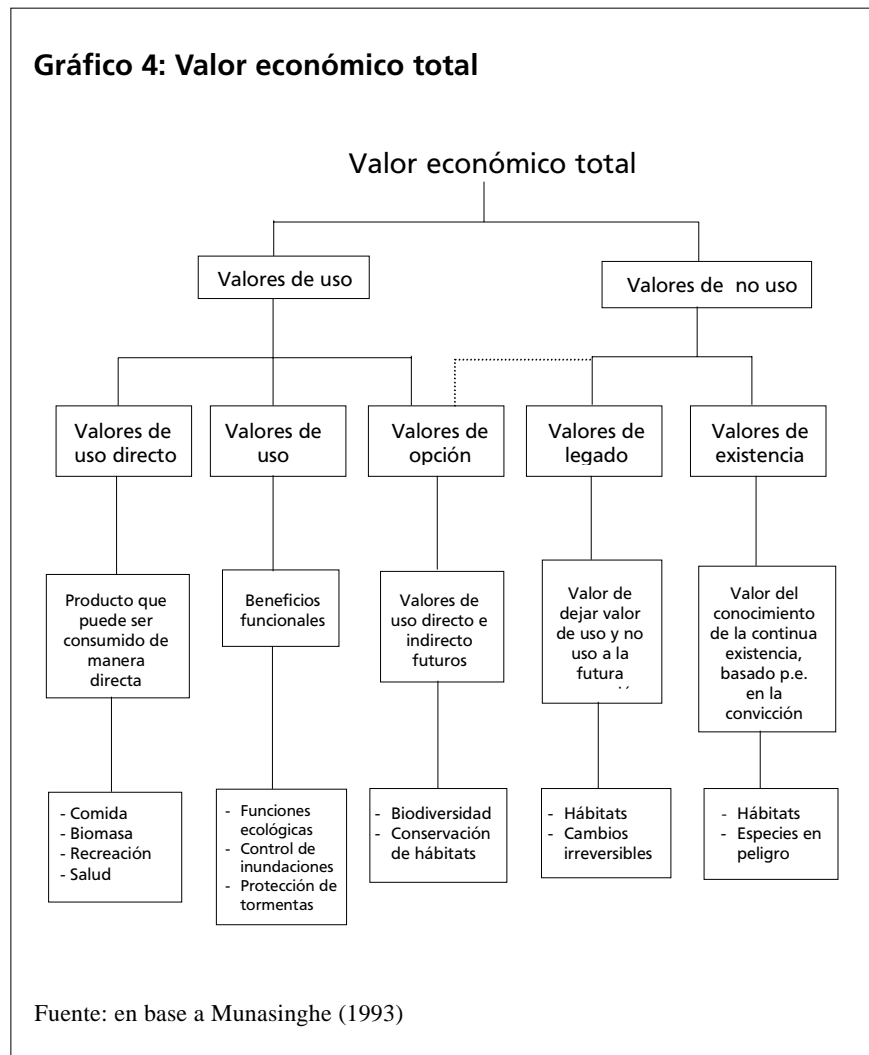 Gráfico 4: Valor económico total
Valor económico total
Valores de uso
Valores de no uso
Valores de
uso directo
Valores de
uso
Valores de
opción
Valores de
legado
Valores de
existencia
Producto que
puede ser
consumido de
manera
directa
Beneficios
funcionales
Valores de
uso directo e
indirecto
futuros
Valor de
dejar valor
de uso y no
uso a la
futura
Valor del
conocimiento
de la continua
existencia,
basado p.e.
en la
convicción
- Comida
- Biomasa
- Recreación
- Salud
- Funciones
ecológicas
- Control de
inundaciones
- Protección de
tormentas
- Biodiversidad
- Conservación
de hábitats
- Hábitats
- Cambios
irreversibles
- Hábitats
- Especies en
peligro
Fuente: en base a Munasinghe (1993)